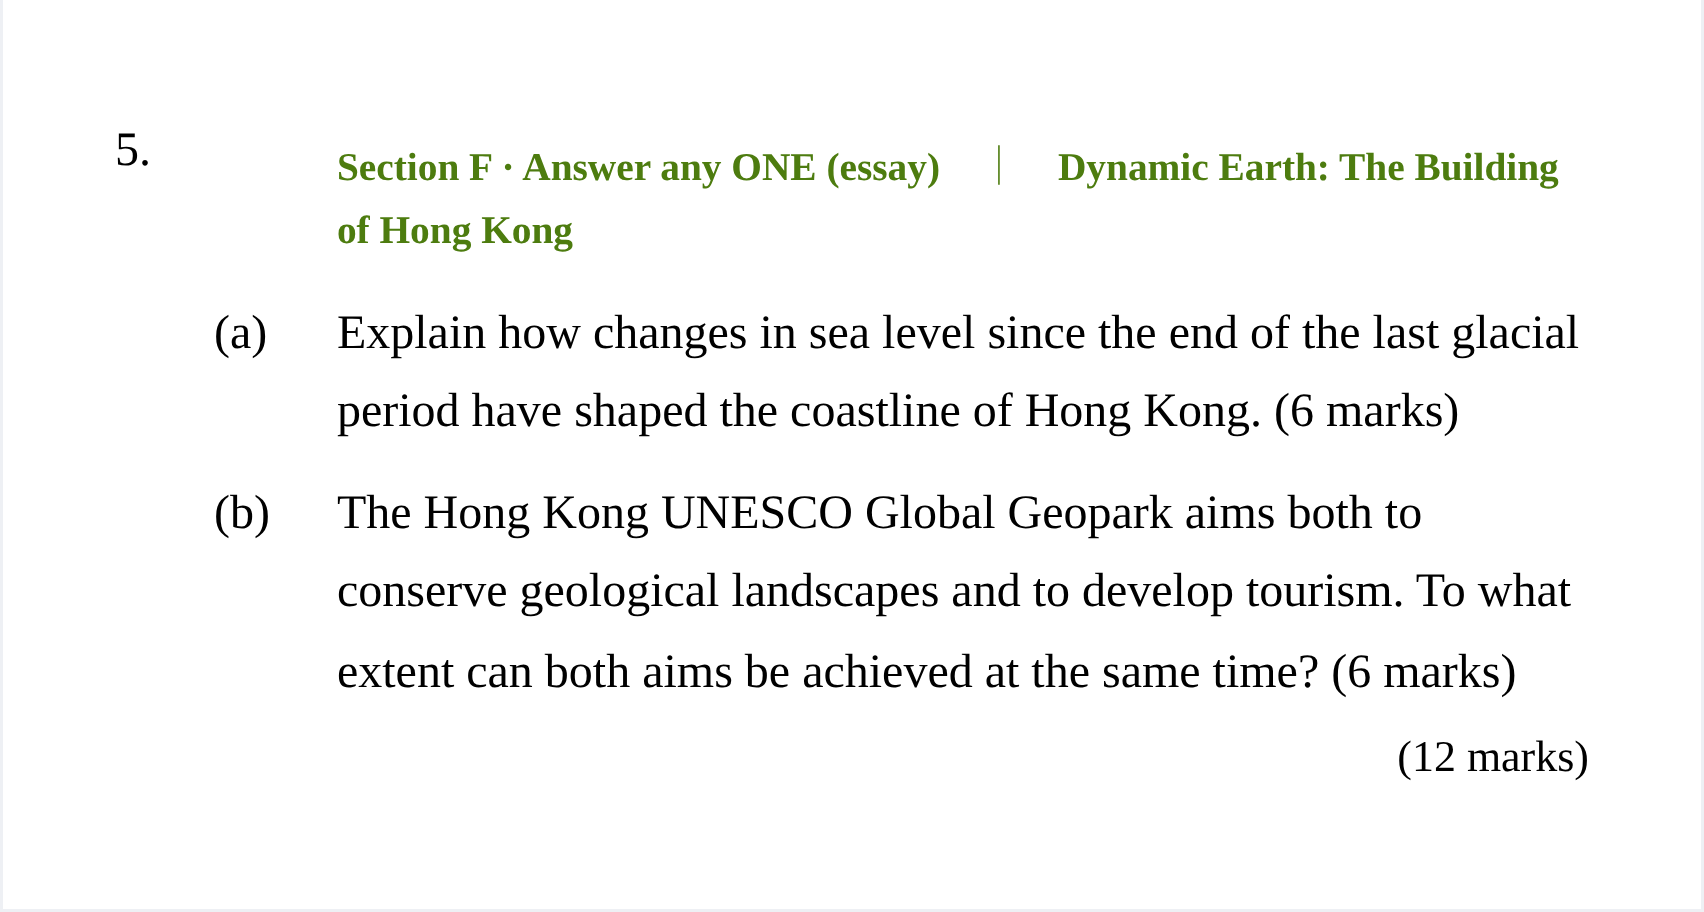 5.
Section F · Answer any ONE (essay) | Dynamic Earth: The Building
of Hong Kong
(a) Explain how changes in sea level since the end of the last glacial
period have shaped the coastline of Hong Kong. (6 marks)
(b) The Hong Kong UNESCO Global Geopark aims both to
conserve geological landscapes and to develop tourism. To what
extent can both aims be achieved at the same time? (6 marks)
(12 marks)